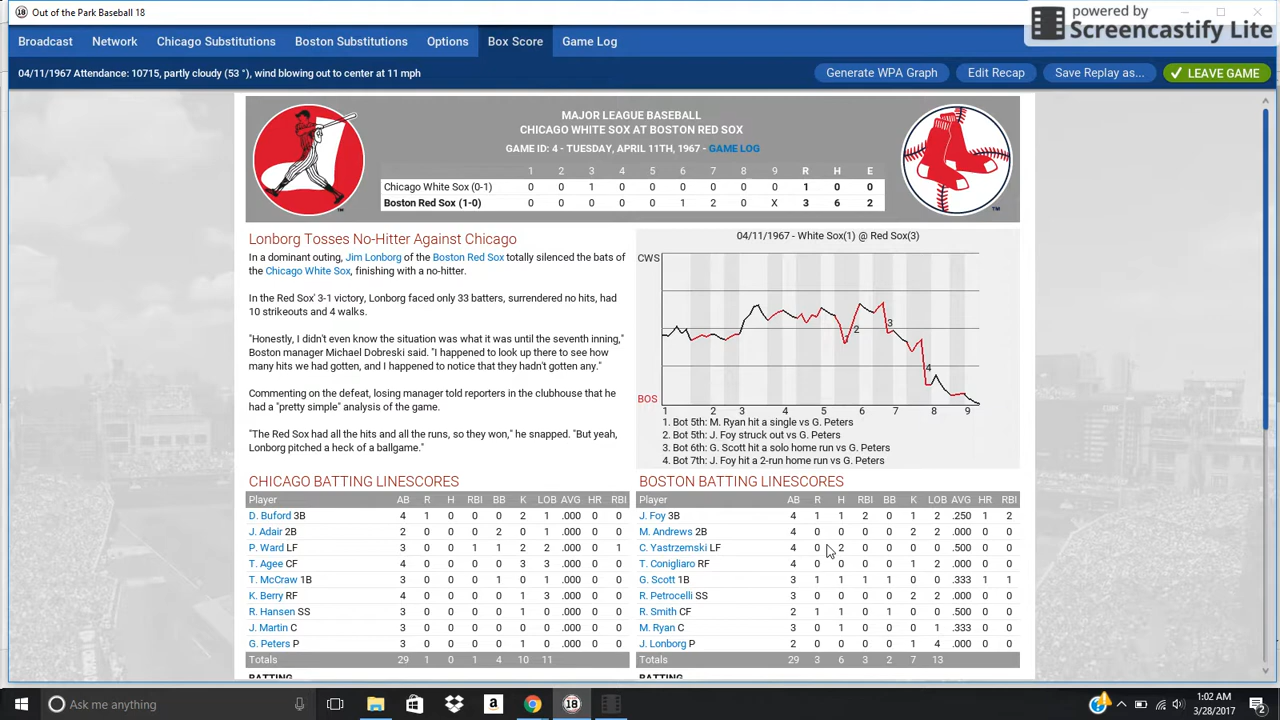 Out of the Park Baseball 18
powered by
Screencastify Lite
Broadcast Network Chicago Substitutions Boston Substitutions Options Box Score Game Log
04/11/1967 Attendance: 10715, partly cloudy (53 °), wind blowing out to center at 11 mph
Generate WPA Graph Edit Recap Save Replay as... ✓ LEAVE GAME
MAJOR LEAGUE BASEBALL
CHICAGO WHITE SOX AT BOSTON RED SOX
GAME ID: 4 - TUESDAY, APRIL 11TH, 1967 - GAME LOG
1 2 3 4 5 6 7 8 9 R H E
Chicago White Sox (0-1) 0 0 1 0 0 0 0 0 0 1 0 0
Boston Red Sox (1-0) 0 0 0 0 0 1 2 0 X 3 6 2
Lonborg Tosses No-Hitter Against Chicago
In a dominant outing, Jim Lonborg of the Boston Red Sox totally silenced the bats of
the Chicago White Sox, finishing with a no-hitter.
In the Red Sox' 3-1 victory, Lonborg faced only 33 batters, surrendered no hits, had
10 strikeouts and 4 walks.
"Honestly, I didn't even know the situation was what it was until the seventh inning,"
Boston manager Michael Dobreski said. "I happened to look up there to see how
many hits we had gotten, and I happened to notice that they hadn't gotten any."
Commenting on the defeat, losing manager told reporters in the clubhouse that he
had a "pretty simple" analysis of the game.
"The Red Sox had all the hits and all the runs, so they won," he snapped. "But yeah,
Lonborg pitched a heck of a ballgame."
04/11/1967 - White Sox(1) @ Red Sox(3)
CWS
2
3
4
BOS
1 2 3 4 5 6 7 8 9
1. Bot 5th: M. Ryan hit a single vs G. Peters
2. Bot 5th: J. Foy struck out vs G. Peters
3. Bot 6th: G. Scott hit a solo home run vs G. Peters
4. Bot 7th: J. Foy hit a 2-run home run vs G. Peters
CHICAGO BATTING LINESCORES
Player AB R H RBI BB K LOB AVG HR RBI
D. Buford 3B 4 1 0 0 0 2 1 .000 0 0
J. Adair 2B 2 0 0 0 2 0 1 .000 0 0
P. Ward LF 3 0 0 1 1 2 2 .000 0 1
T. Agee CF 4 0 0 0 0 3 3 .000 0 0
T. McCraw 1B 3 0 0 0 1 0 0 .000 0 0
K. Berry RF 4 0 0 0 0 1 3 .000 0 0
R. Hansen SS 3 0 0 0 0 1 0 .000 0 0
J. Martin C 3 0 0 0 0 0 1 .000 0 0
G. Peters P 3 0 0 0 0 1 0 .000 0 0
Totals 29 1 0 1 4 10 11
BATTING
BOSTON BATTING LINESCORES
Player AB R H RBI BB K LOB AVG HR RBI
J. Foy 3B 4 1 1 2 0 1 2 .250 1 2
M. Andrews 2B 4 0 0 0 0 2 2 .000 0 0
C. Yastrzemski LF 4 0 2 0 0 0 0 .500 0 0
T. Conigliaro RF 4 0 0 0 0 1 2 .000 0 0
G. Scott 1B 3 1 1 1 1 0 0 .333 1 1
R. Petrocelli SS 3 0 0 0 0 2 2 .000 0 0
R. Smith CF 2 1 1 0 1 0 0 .500 0 0
M. Ryan C 3 0 1 0 0 0 1 .333 0 0
J. Lonborg P 2 0 0 0 0 1 4 .000 0 0
Totals 29 3 6 3 2 7 13
BATTING
Ask me anything
1:02 AM
3/28/2017